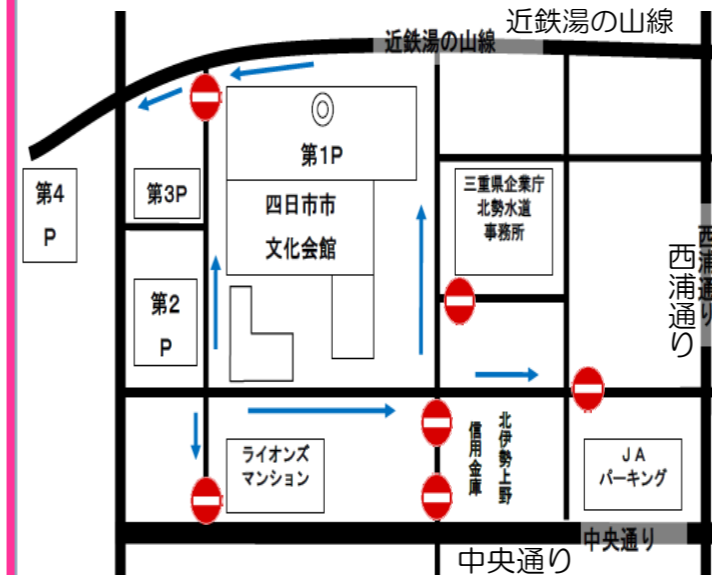 近鉄湯の山線
近鉄湯の山線
第1P
第4
P
第3P
四日市市
文化会館
三重県企業庁
北勢水道
事務所
西浦通り
西浦通り
第2
P
ライオンズ
マンション
北伊勢上野
信用金庫
JA
パーキング
中央通り
中央通り